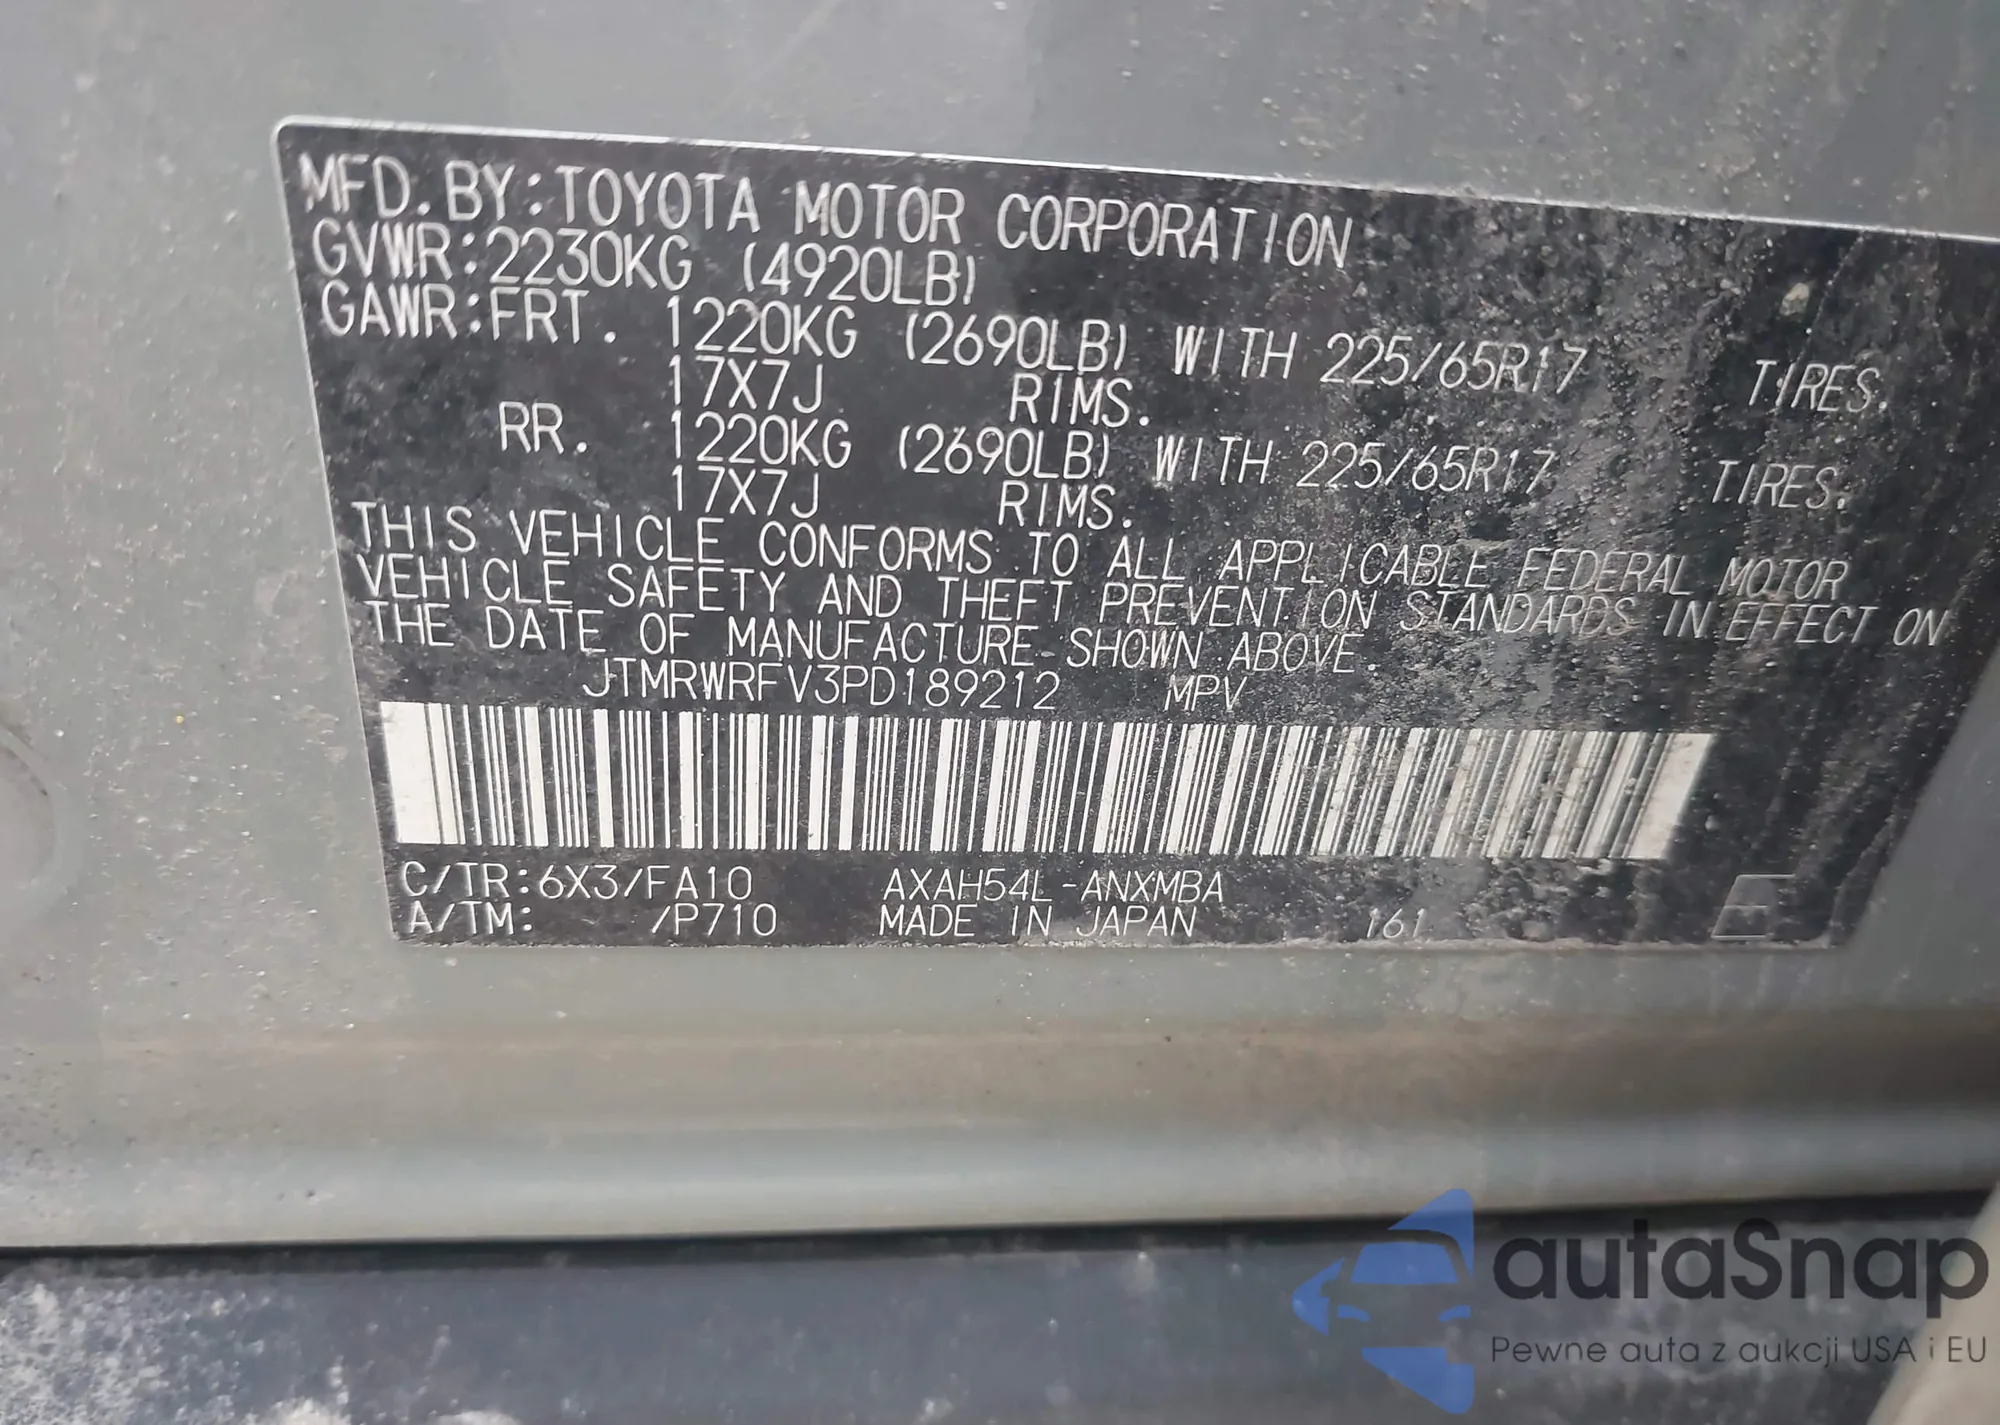 MFD. BY: TOYOTA MOTOR CORPORATION
GVWR: 2230KG (4920LB)
GAWR: FRT. 1220KG (2690LB) WITH 225/65R17 TIRES.
17X7J RIMS.
RR. 1220KG (2690LB) WITH 225/65R17 TIRES.
17X7J RIMS.
THIS VEHICLE CONFORMS TO ALL APPLICABLE FEDERAL MOTOR
VEHICLE SAFETY AND THEFT PREVENTION STANDARDS IN EFFECT ON
THE DATE OF MANUFACTURE SHOWN ABOVE.
JTMRWRFV3PD189212 MPV
C/TR: 6X3/FA10 AXAH54L-ANXMBA
A/TM: /P710 MADE IN JAPAN 161 E
autaSnap
Pewne auta z aukcji USA i EU